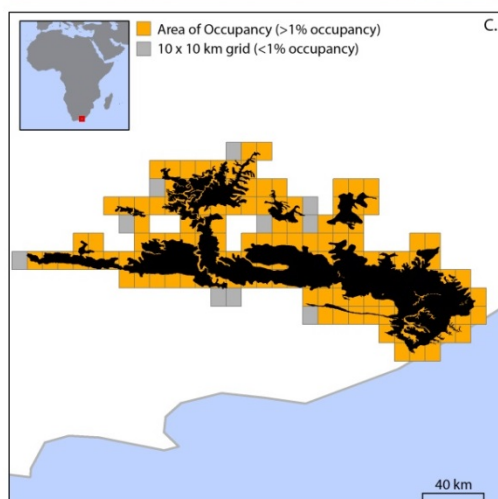 Area of Occupancy (>1% occupancy)
C.
10 x 10 km grid (<1% occupancy)
40 km